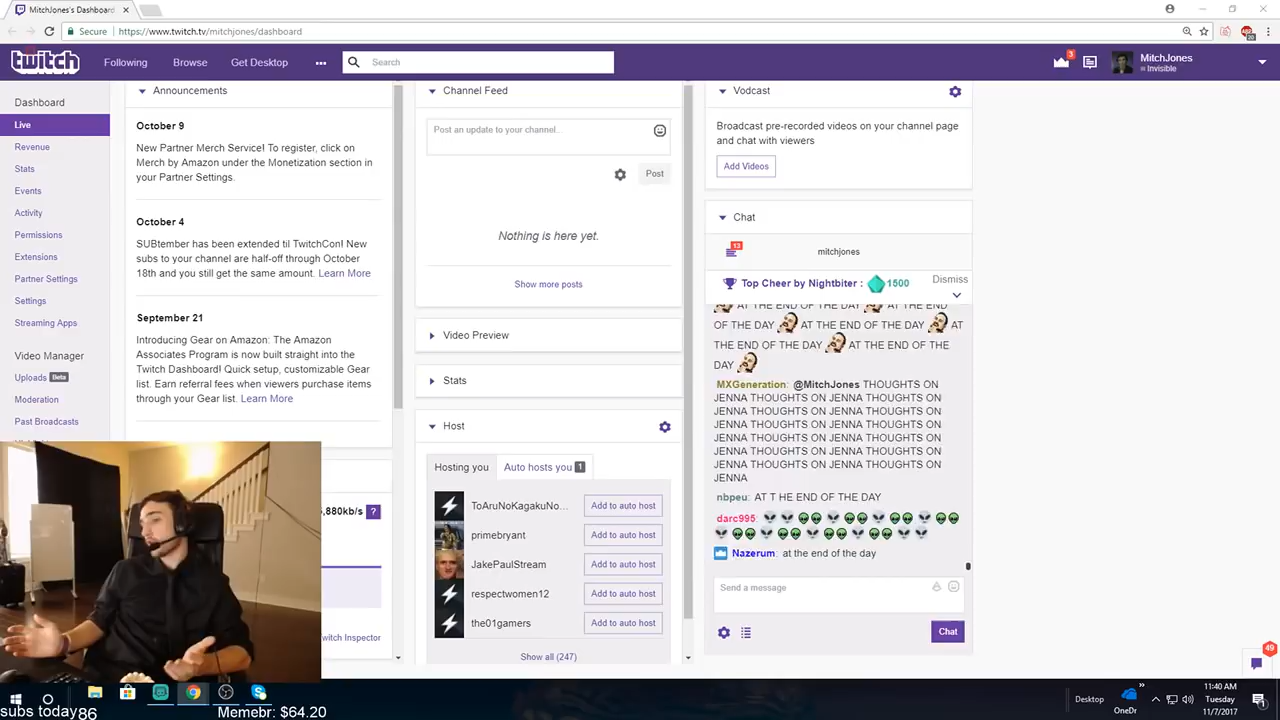 MitchJones's Dashboard
Secure
https://www.twitch.tv/mitchjones/dashboard
twitch
Following
Browse
Get Desktop
Search
3
MitchJones
Invisible
Dashboard
Live
Revenue
Stats
Events
Activity
Permissions
Extensions
Partner Settings
Settings
Streaming Apps
Video Manager
Uploads Beta
Moderation
Past Broadcasts
Announcements
October 9
New Partner Merch Service! To register, click on
Merch by Amazon under the Monetization section in
your Partner Settings.
October 4
SUBtember has been extended til TwitchCon! New
subs to your channel are half-off through October
18th and you still get the same amount. Learn More
September 21
Introducing Gear on Amazon: The Amazon
Associates Program is now built straight into the
Twitch Dashboard! Quick setup, customizable Gear
list. Earn referral fees when viewers purchase items
through your Gear list. Learn More
,880kb/s ?
witch Inspector
Channel Feed
Post an update to your channel...
Post
Nothing is here yet.
Show more posts
Video Preview
Stats
Host
Hosting you
Auto hosts you 1
ToAruNoKagakuNo... Add to auto host
primebryant Add to auto host
JakePaulStream Add to auto host
respectwomen12 Add to auto host
the01gamers Add to auto host
Show all (247)
Vodcast
Broadcast pre-recorded videos on your channel page
and chat with viewers
Add Videos
Chat
13
mitchjones
Top Cheer by Nightbiter : 1500
Dismiss
AT THE END OF THE DAY AT THE END
OF THE DAY AT THE END OF THE DAY AT
THE END OF THE DAY AT THE END OF THE
DAY
MXGeneration: @MitchJones THOUGHTS ON
JENNA THOUGHTS ON JENNA THOUGHTS ON
JENNA THOUGHTS ON JENNA THOUGHTS ON
JENNA THOUGHTS ON JENNA THOUGHTS ON
JENNA THOUGHTS ON JENNA THOUGHTS ON
JENNA THOUGHTS ON JENNA THOUGHTS ON
JENNA THOUGHTS ON JENNA THOUGHTS ON
JENNA
nbpeu: AT T HE END OF THE DAY
darc995:
Nazerum: at the end of the day
Send a message
Chat
49
subs today86
Memebr: $64.20
Desktop
OneDr
11:40 AM
Tuesday
11/7/2017